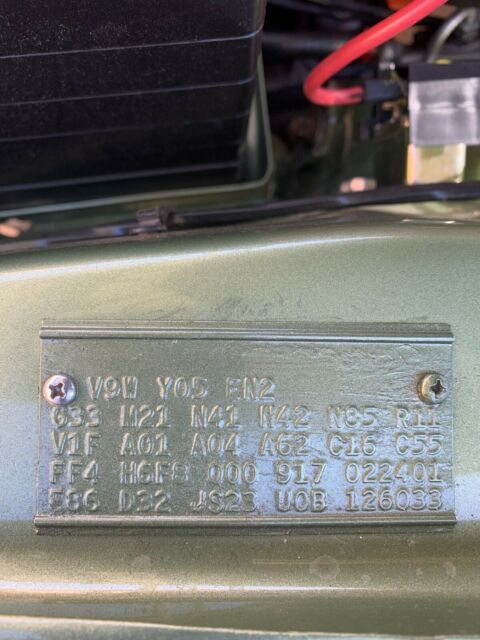 V9W Y05 EN2
G33 M21 N41 N42 N85 R11
V1F A01 A04 A62 C16 C55
FF4 H6F8 000 917 022401
E86 D32 JS23 U0B 126033